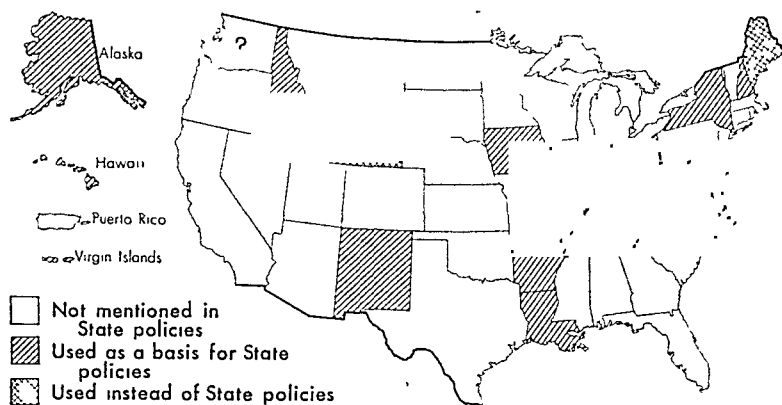 ?
Alaska
Hawaii
Puerto Rico
Virgin Islands
Not mentioned in
State policies
Used as a basis for State
policies
Used instead of State policies